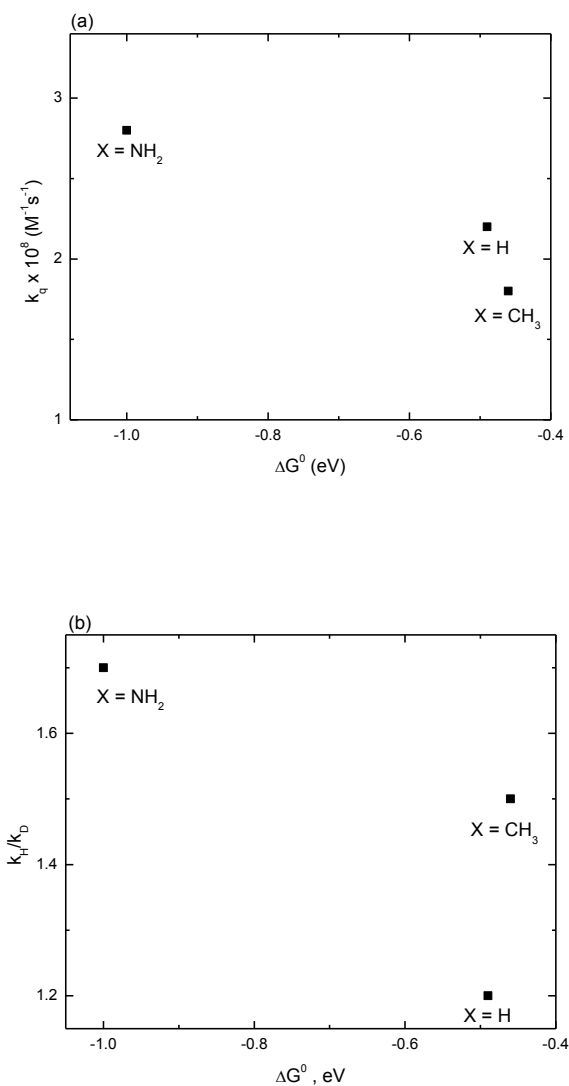 (a)
3
X = NH₂
k_q x 10⁸ (M⁻¹s⁻¹)
X = H
2
X = CH₃
1
-1.0 -0.8 -0.6 -0.4
ΔG⁰ (eV)
(b)
X = NH₂
1.6
k_H/k_D
X = CH₃
1.4
1.2
X = H
-1.0 -0.8 -0.6 -0.4
ΔG⁰ , eV